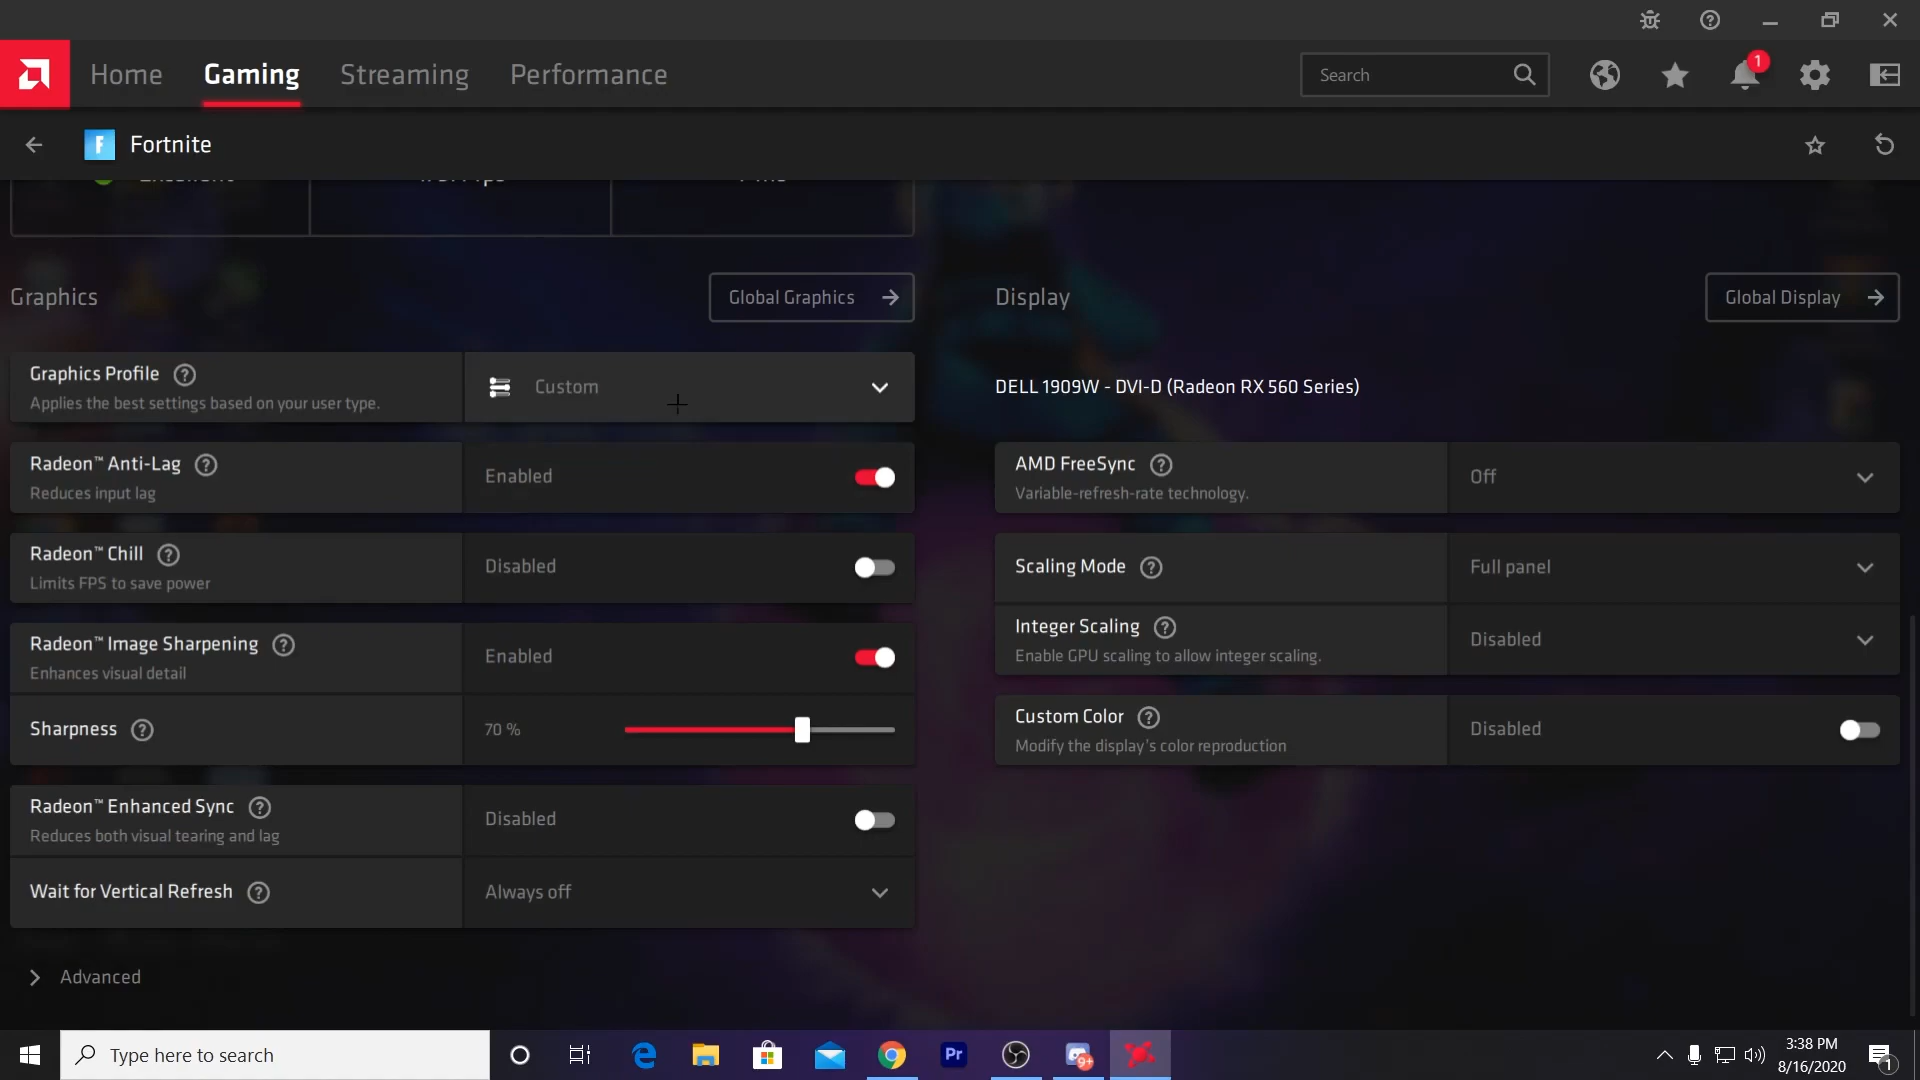 Home
Gaming
Streaming
Performance
Search
1
F
Fortnite
Graphics
Global Graphics
Display
Global Display
Graphics Profile
Applies the best settings based on your user type.
Custom
DELL 1909W - DVI-D (Radeon RX 560 Series)
Radeon™ Anti-Lag
Reduces input lag
Enabled
AMD FreeSync
Variable-refresh-rate technology.
Off
Radeon™ Chill
Limits FPS to save power
Disabled
Scaling Mode
Full panel
Radeon™ Image Sharpening
Enhances visual detail
Enabled
Integer Scaling
Enable GPU scaling to allow integer scaling.
Disabled
Sharpness
70 %
Custom Color
Modify the display's color reproduction
Disabled
Radeon™ Enhanced Sync
Reduces both visual tearing and lag
Disabled
Wait for Vertical Refresh
Always off
Advanced
Type here to search
Pr
9+
3:38 PM
8/16/2020
1